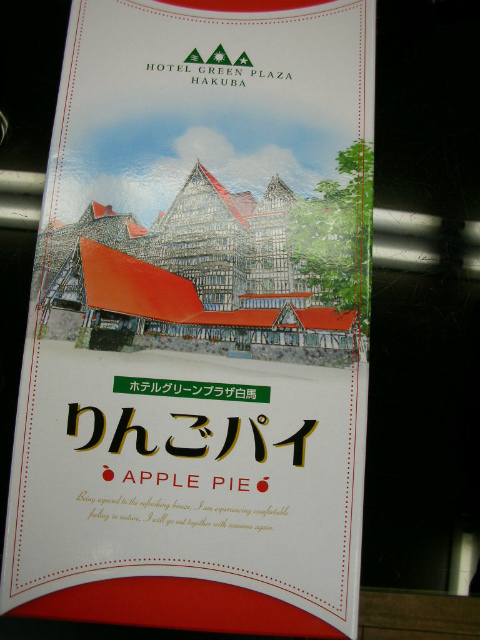 HOTEL GREEN PLAZA
HAKUBA
ホテルグリーンプラザ白馬
りんごパイ
APPLE PIE
Being exposed to the refreshing breeze, I am experiencing comfortable
feeling in nature. I will go out together with someone again.